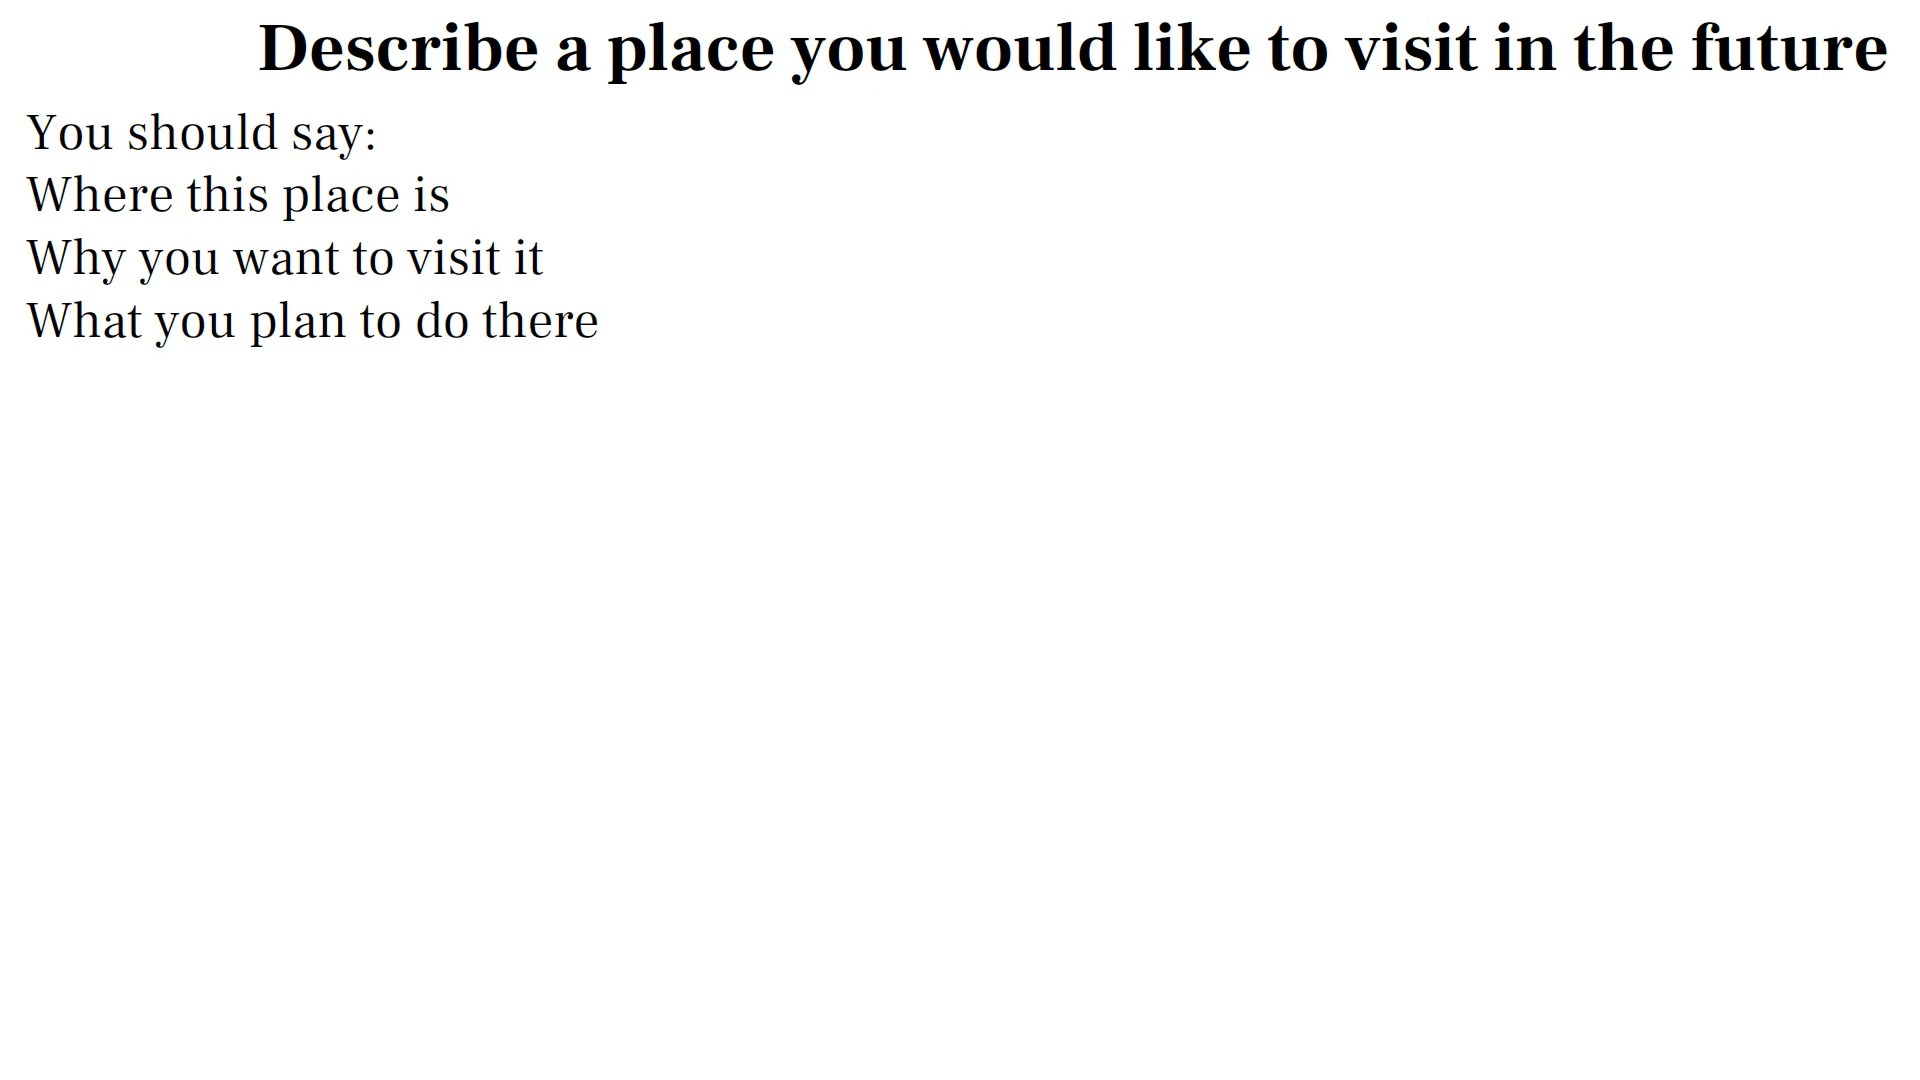 Describe a place you would like to visit in the future
You should say:
Where this place is
Why you want to visit it
What you plan to do there